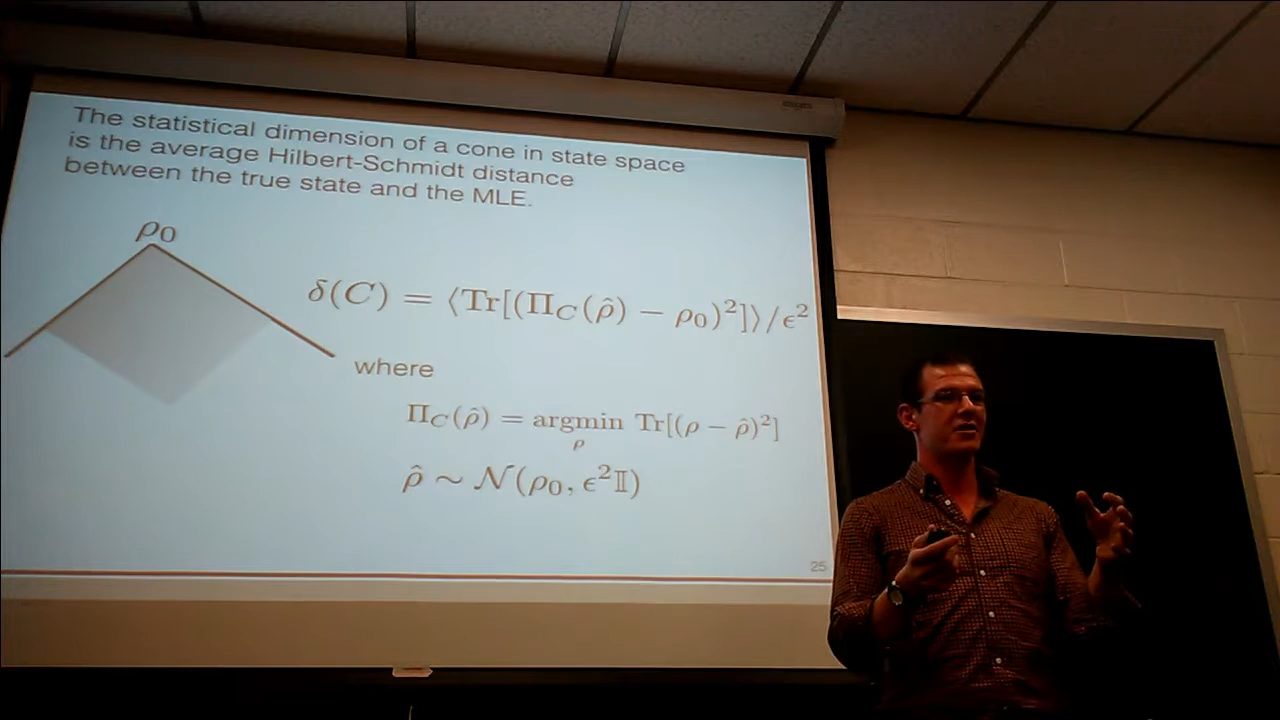 The statistical dimension of a cone in state space
is the average Hilbert-Schmidt distance
between the true state and the MLE.
ρ₀
δ(C) = ⟨Tr[(Π_C(ρ̂) − ρ₀)²]⟩/ϵ²
where
Π_C(ρ̂) = argmin_ρ Tr[(ρ − ρ̂)²]
ρ̂ ∼ 𝒩(ρ₀, ϵ²𝕀)
25